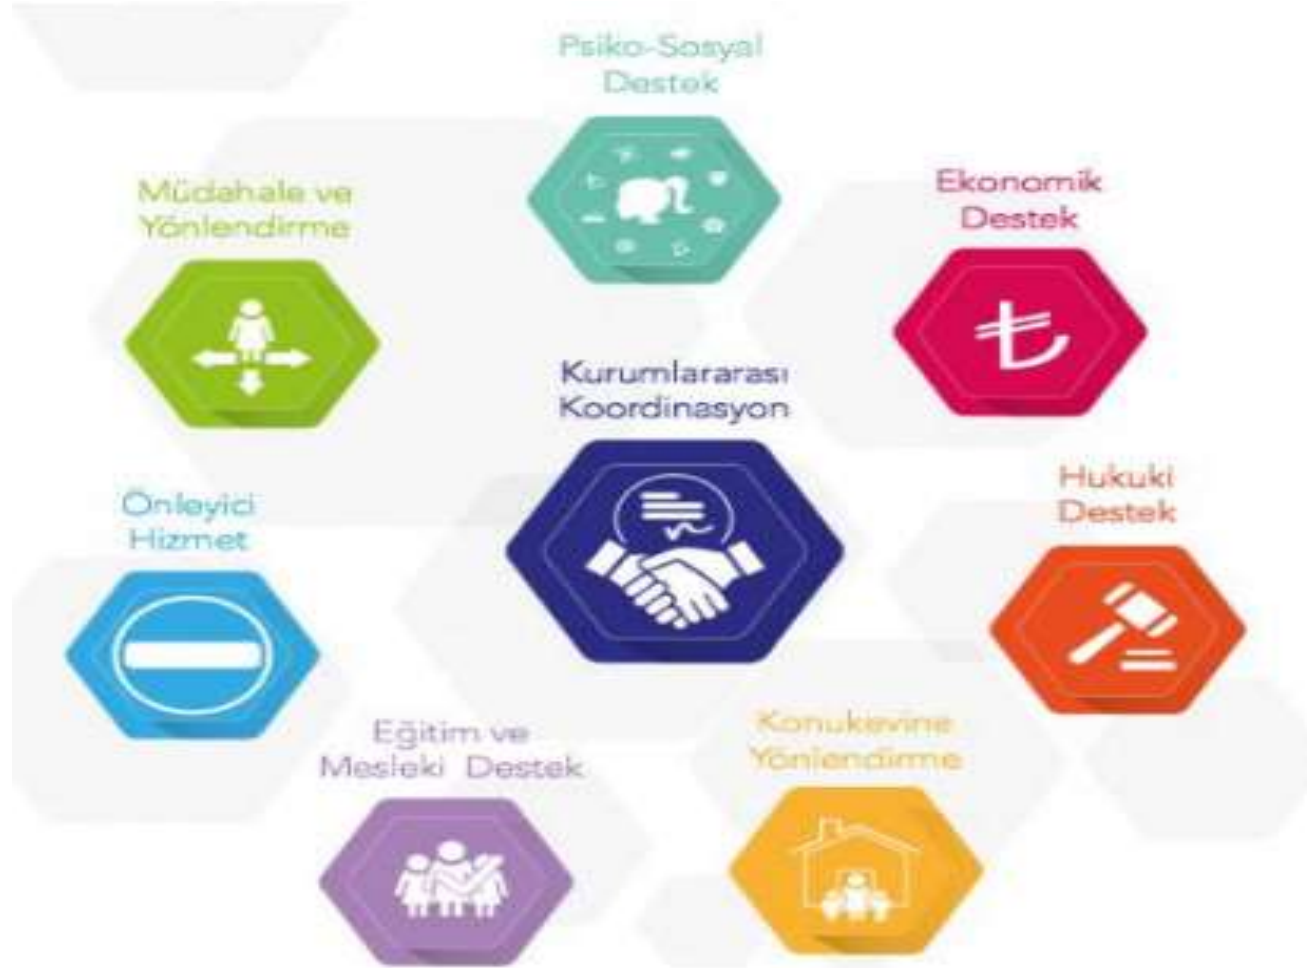 Psiko-Sosyal
Destek
Müdahale ve
Yönlendirme
Ekonomik
Destek
Kurumlararası
Koordinasyon
Hukuki
Destek
Önleyici
Hizmet
Eğitim ve
Mesleki Destek
Konukevine
Yönlendirme